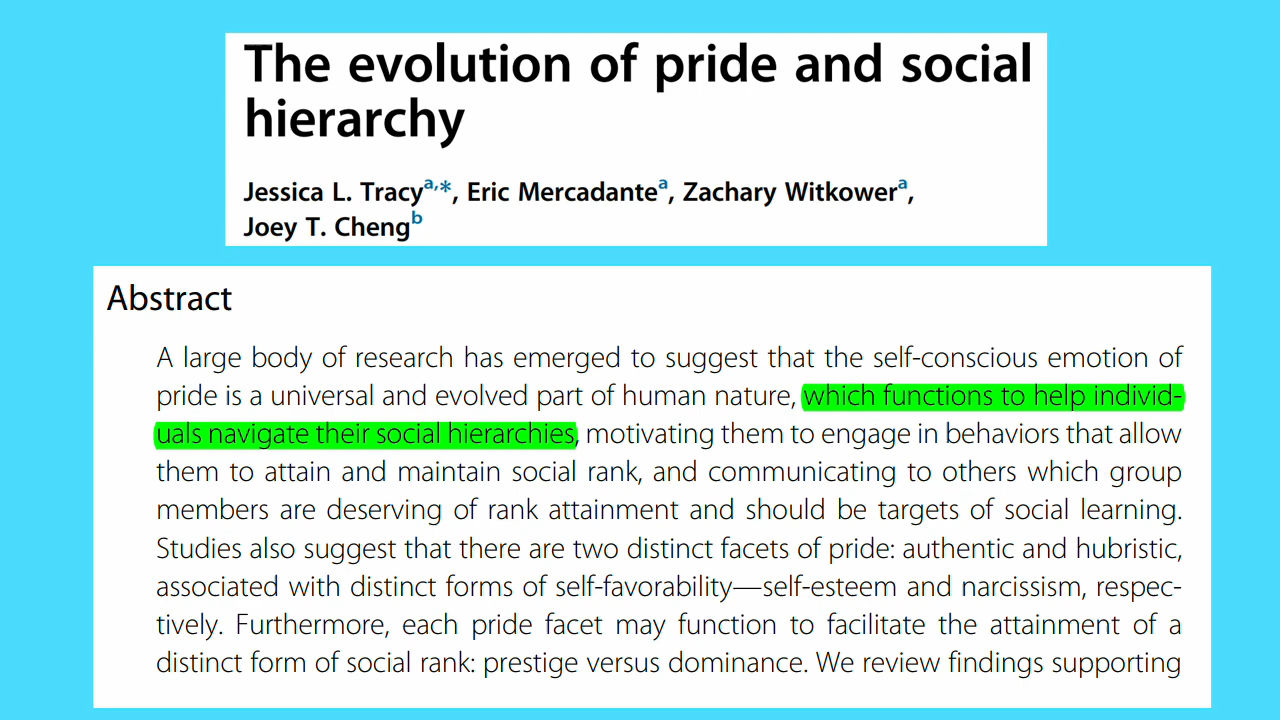 The evolution of pride and social
hierarchy
Jessica L. Tracyᵃ,*, Eric Mercadanteᵃ, Zachary Witkowerᵃ,
Joey T. Chengᵇ
Abstract
A large body of research has emerged to suggest that the self-conscious emotion of
pride is a universal and evolved part of human nature, which functions to help individ-
uals navigate their social hierarchies, motivating them to engage in behaviors that allow
them to attain and maintain social rank, and communicating to others which group
members are deserving of rank attainment and should be targets of social learning.
Studies also suggest that there are two distinct facets of pride: authentic and hubristic,
associated with distinct forms of self-favorability—self-esteem and narcissism, respec-
tively. Furthermore, each pride facet may function to facilitate the attainment of a
distinct form of social rank: prestige versus dominance. We review findings supporting